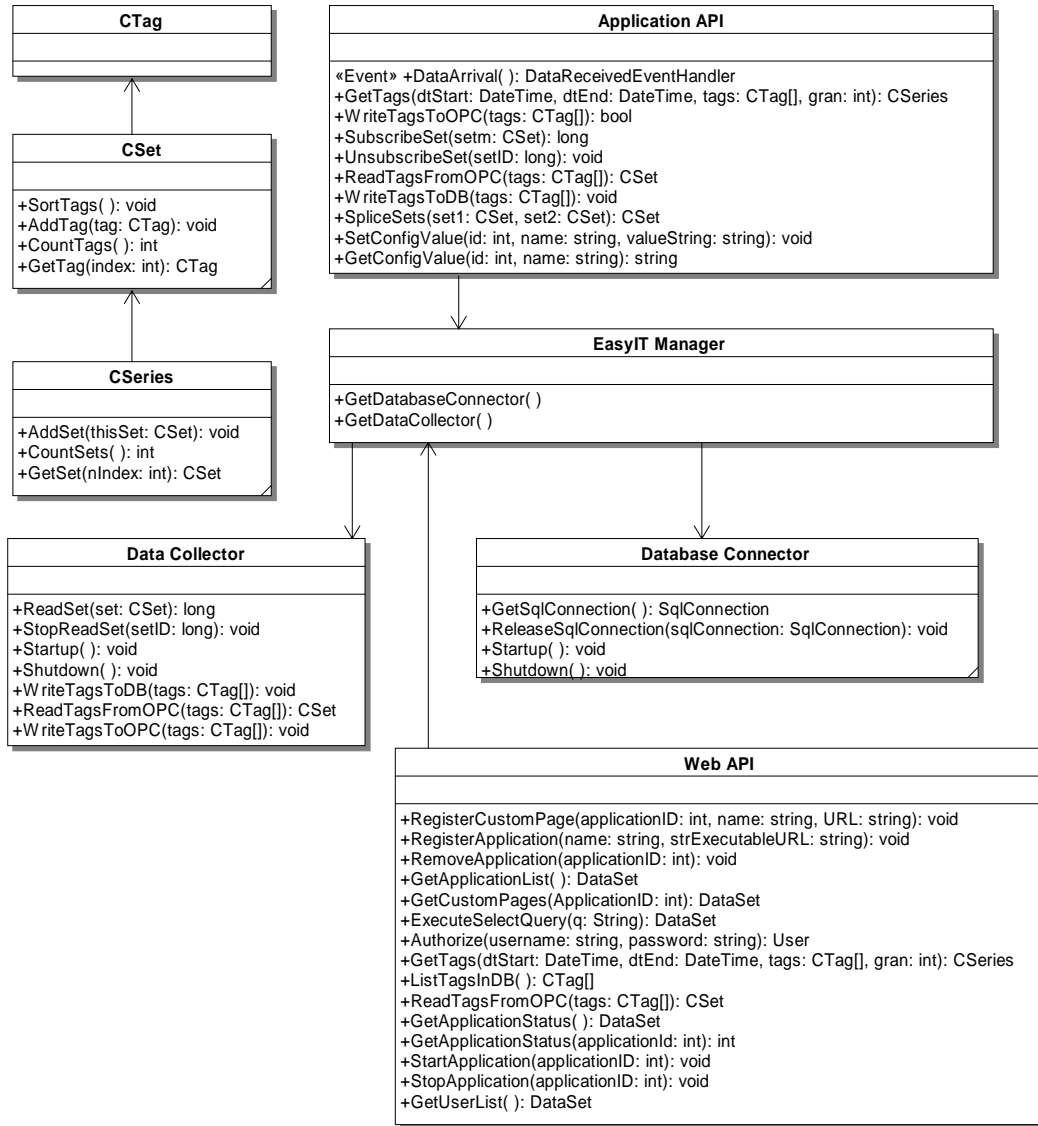 CTag
Application API
«Event» +DataArrival( ): DataReceivedEventHandler
+GetTags(dtStart: DateTime, dtEnd: DateTime, tags: CTag[], gran: int): CSeries
+WriteTagsToOPC(tags: CTag[]): bool
+SubscribeSet(setm: CSet): long
+UnsubscribeSet(setID: long): void
+ReadTagsFromOPC(tags: CTag[]): CSet
+WriteTagsToDB(tags: CTag[]): void
+SpliceSets(set1: CSet, set2: CSet): CSet
+SetConfigValue(id: int, name: string, valueString: string): void
+GetConfigValue(id: int, name: string): string
CSet
+SortTags( ): void
+AddTag(tag: CTag): void
+CountTags( ): int
+GetTag(index: int): CTag
EasyIT Manager
+GetDatabaseConnector( )
+GetDataCollector( )
CSeries
+AddSet(thisSet: CSet): void
+CountSets( ): int
+GetSet(nIndex: int): CSet
Data Collector
+ReadSet(set: CSet): long
+StopReadSet(setID: long): void
+Startup( ): void
+Shutdown( ): void
+WriteTagsToDB(tags: CTag[]): void
+ReadTagsFromOPC(tags: CTag[]): CSet
+WriteTagsToOPC(tags: CTag[]): void
Database Connector
+GetSqlConnection( ): SqlConnection
+ReleaseSqlConnection(sqlConnection: SqlConnection): void
+Startup( ): void
+Shutdown( ): void
Web API
+RegisterCustomPage(applicationID: int, name: string, URL: string): void
+RegisterApplication(name: string, strExecutableURL: string): void
+RemoveApplication(applicationID: int): void
+GetApplicationList( ): DataSet
+GetCustomPages(ApplicationID: int): DataSet
+ExecuteSelectQuery(q: String): DataSet
+Authorize(username: string, password: string): User
+GetTags(dtStart: DateTime, dtEnd: DateTime, tags: CTag[], gran: int): CSeries
+ListTagsInDB( ): CTag[]
+ReadTagsFromOPC(tags: CTag[]): CSet
+GetApplicationStatus( ): DataSet
+GetApplicationStatus(applicationId: int): int
+StartApplication(applicationID: int): void
+StopApplication(applicationID: int): void
+GetUserList( ): DataSet